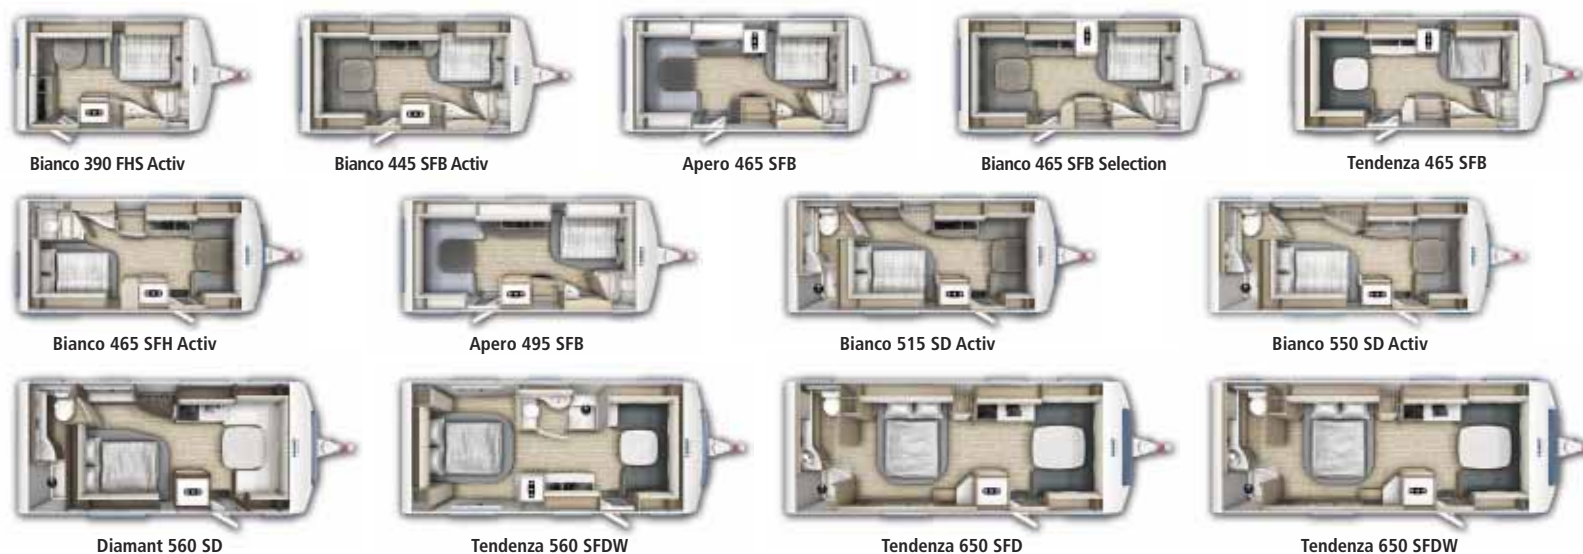 Bianco 390 FHS Activ
Bianco 445 SFB Activ
Apero 465 SFB
Bianco 465 SFB Selection
Tendenza 465 SFB
Bianco 465 SFH Activ
Apero 495 SFB
Bianco 515 SD Activ
Bianco 550 SD Activ
Diamant 560 SD
Tendenza 560 SFDW
Tendenza 650 SFD
Tendenza 650 SFDW